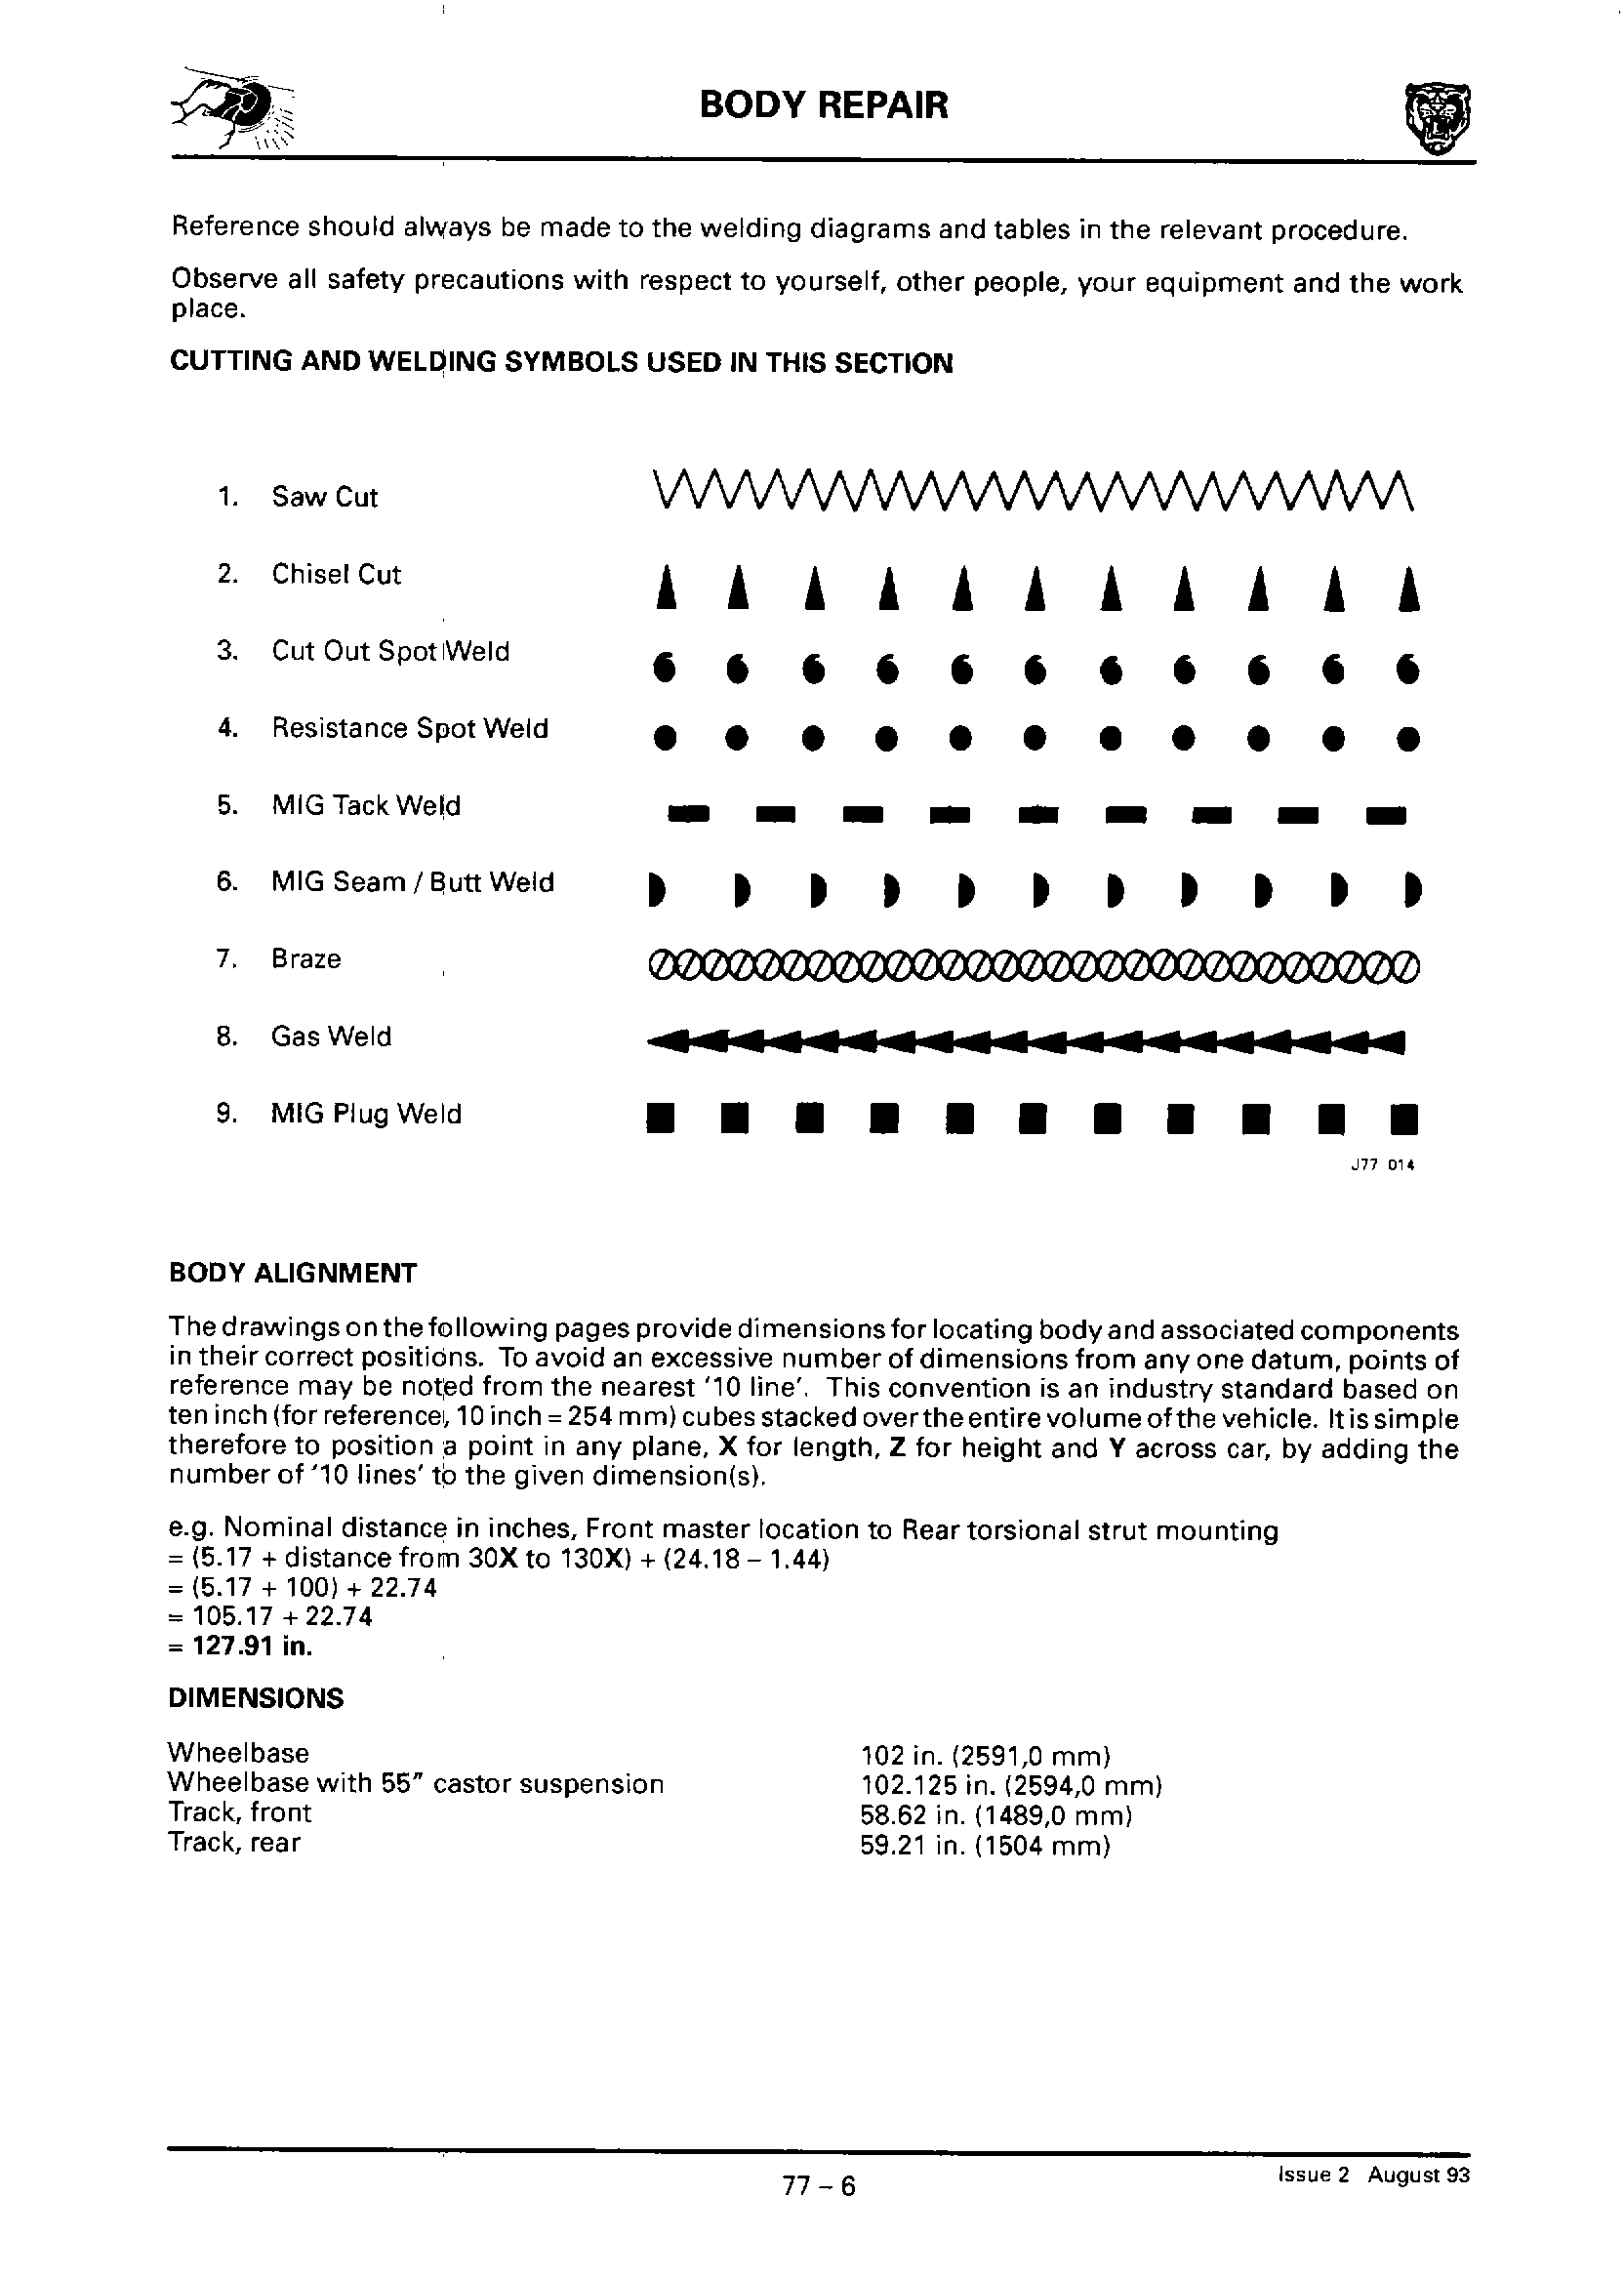 BODY REPAIR
Reference should always be made to the welding diagrams and tables in the relevant procedure.
Observe all safety precautions with respect to yourself, other people, your equipment and the work
place.
CUTTING AND WELDING SYMBOLS USED IN THIS SECTION
1. Saw Cut
2. Chisel Cut
3. Cut Out Spot Weld
4. Resistance Spot Weld
5. MIG Tack Weld
6. MIG Seam / Butt Weld
7. Braze
8. Gas Weld
9. MIG Plug Weld
J77 014
BODY ALIGNMENT
The drawings on the following pages provide dimensions for locating body and associated components
in their correct positions. To avoid an excessive number of dimensions from any one datum, points of
reference may be noted from the nearest '10 line'. This convention is an industry standard based on
ten inch (for reference, 10 inch = 254 mm) cubes stacked over the entire volume of the vehicle. It is simple
therefore to position a point in any plane, X for length, Z for height and Y across car, by adding the
number of '10 lines' to the given dimension(s).
e.g. Nominal distance in inches, Front master location to Rear torsional strut mounting
= (5.17 + distance from 30X to 130X) + (24.18 – 1.44)
= (5.17 + 100) + 22.74
= 105.17 + 22.74
= 127.91 in.
DIMENSIONS
Wheelbase 102 in. (2591,0 mm)
Wheelbase with 55” castor suspension 102.125 in. (2594,0 mm)
Track, front 58.62 in. (1489,0 mm)
Track, rear 59.21 in. (1504 mm)
77 – 6
Issue 2 August 93